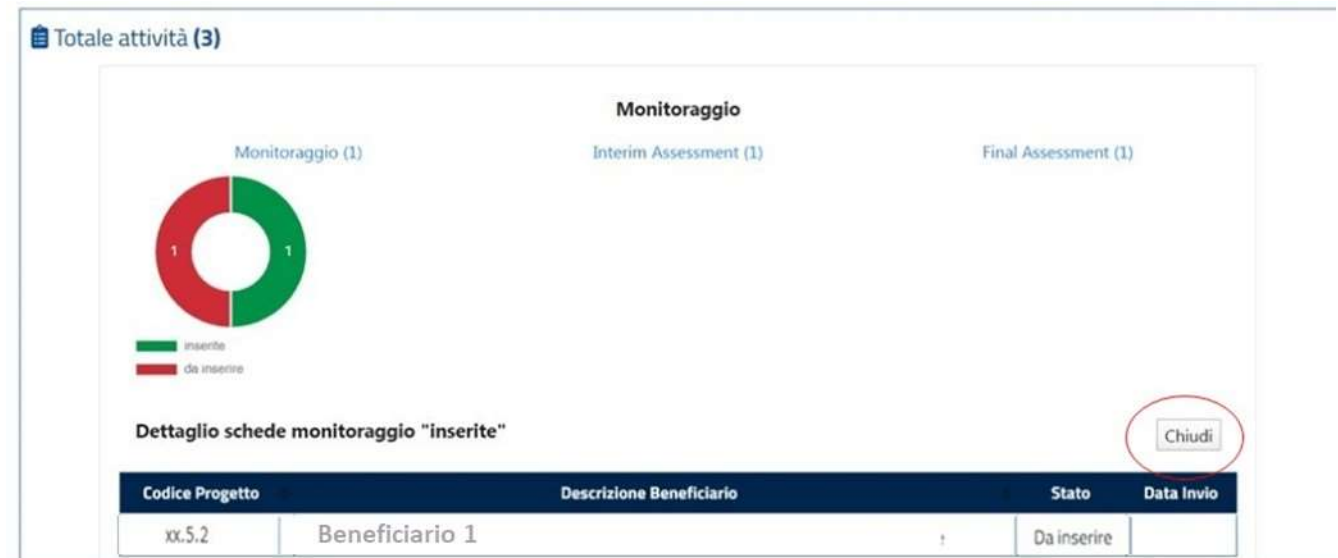 Totale attività (3)
Monitoraggio
Monitoraggio (1) Interim Assessment (1) Final Assessment (1)
1 1
inserite
da inserire
Dettaglio schede monitoraggio "inserite" Chiudi
Codice Progetto Descrizione Beneficiario Stato Data Invio
xx.5.2 Beneficiario 1 Da inserire